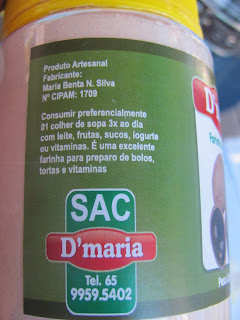 Produto Artesanal
Fabricante:
Maria Benta N. Silva
Nº CIPAM: 1709
Consumir preferencialmente
01 colher de sopa 3x ao dia
com leite, frutas, sucos, iogurte
ou vitaminas. É uma excelente
farinha para preparo de bolos,
tortas e vitaminas
SAC
D'maria
Tel. 65
9959.5402